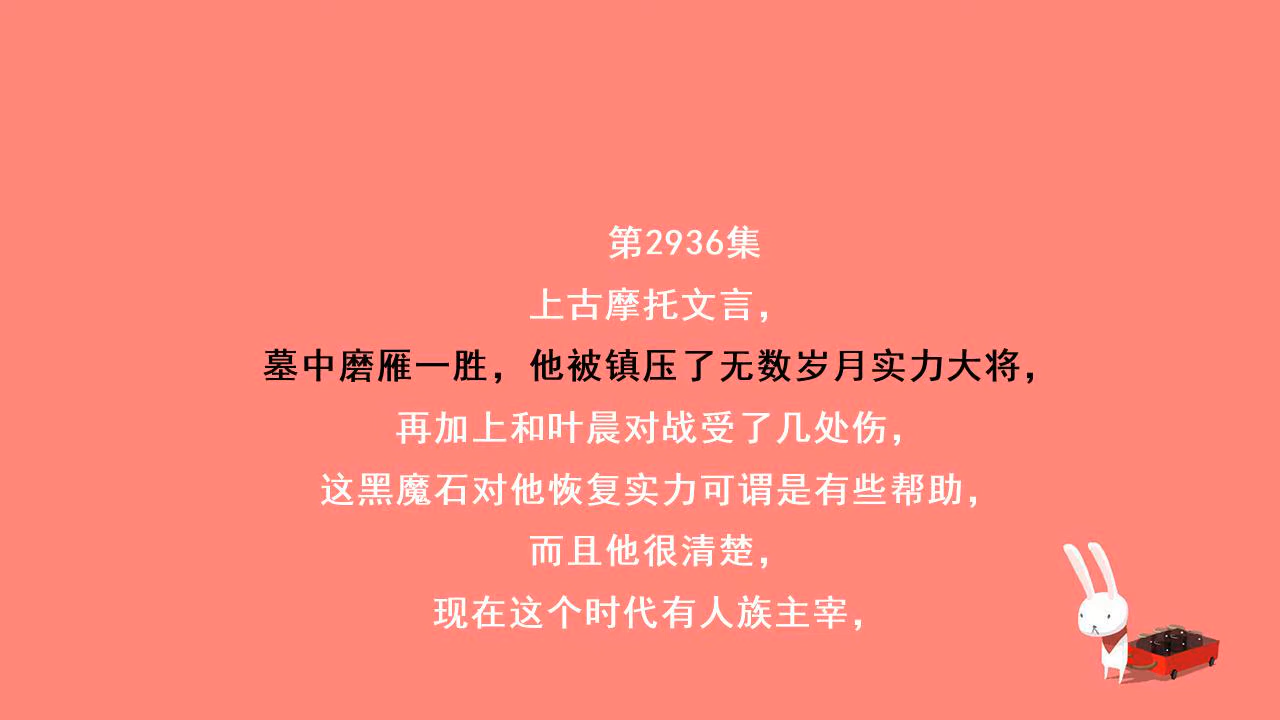 第2936集
上古摩托文言，
墓中磨雁一胜，他被镇压了无数岁月实力大将，
再加上和叶晨对战受了几处伤，
这黑魔石对他恢复实力可谓是有些帮助，
而且他很清楚，
现在这个时代有人族主宰，